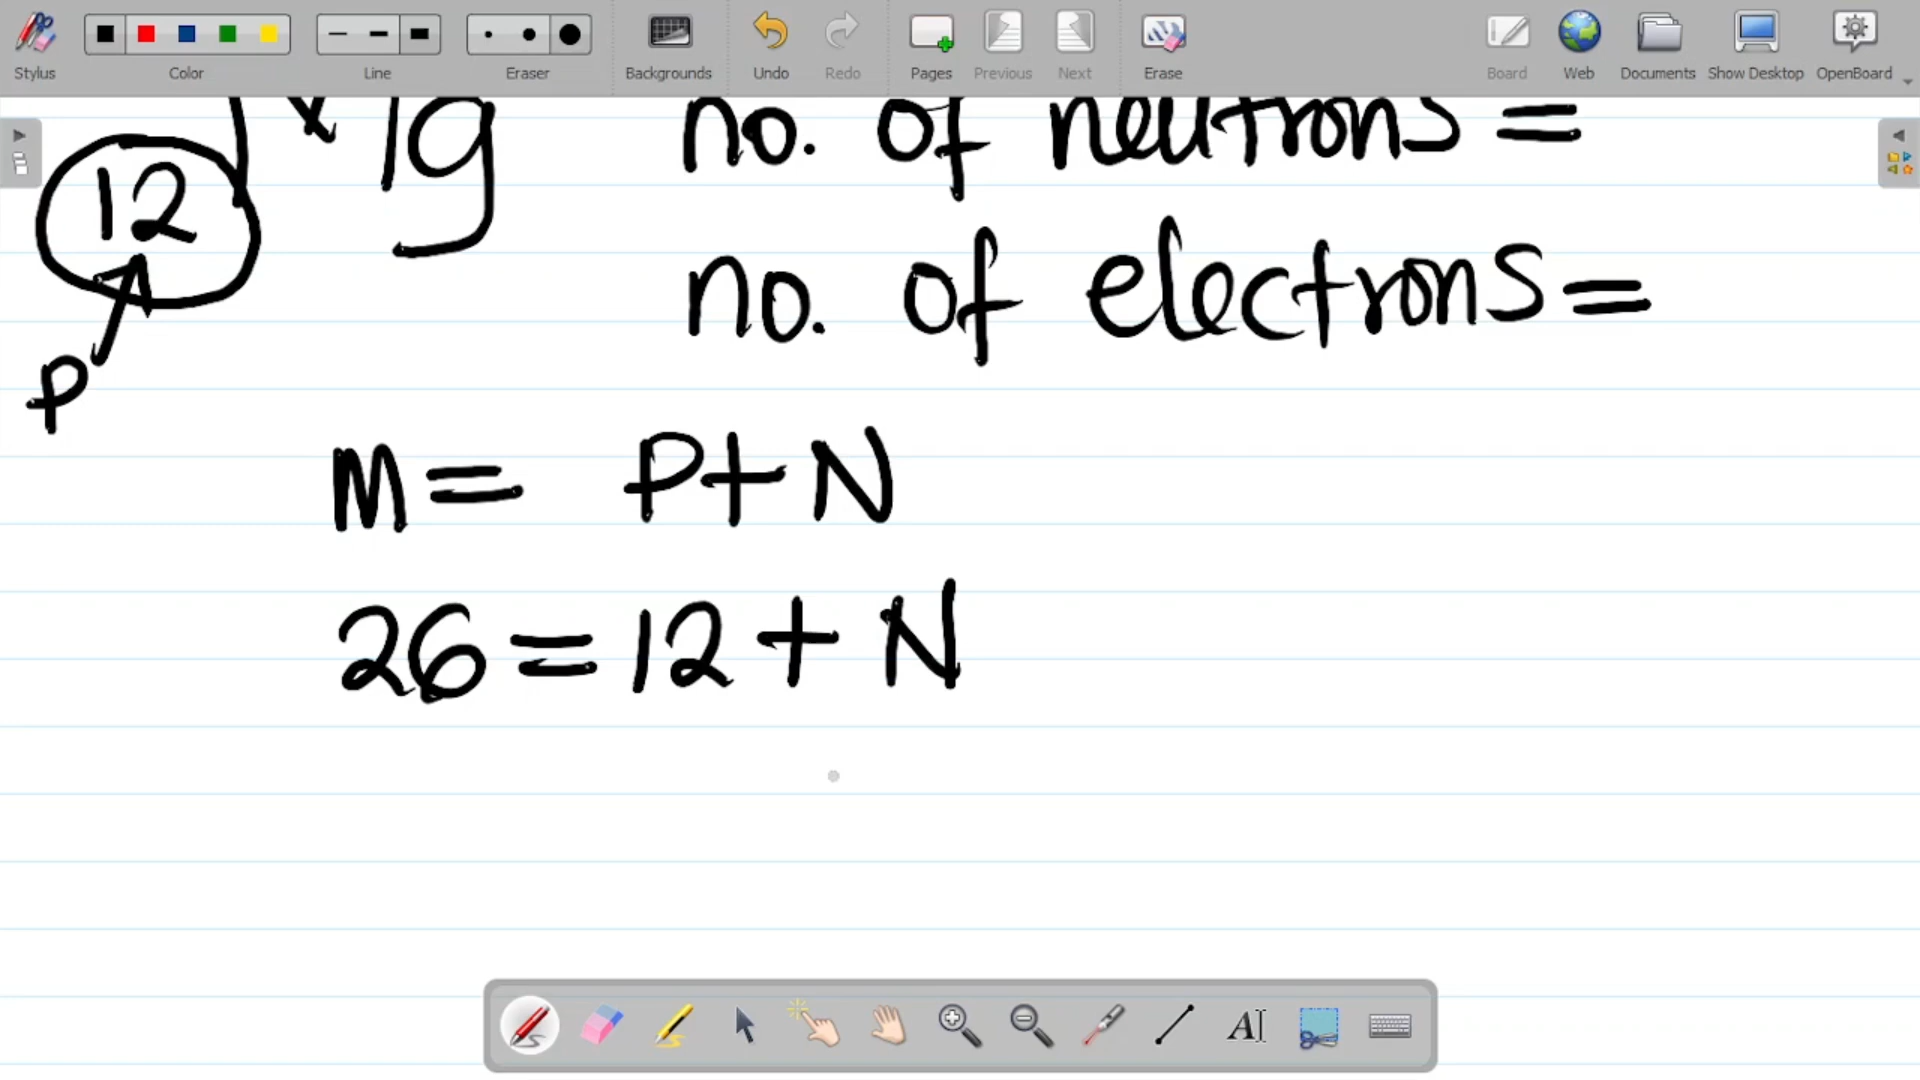 Stylus Color Line Eraser Backgrounds Undo Redo Pages Previous Next Erase Board Web Documents Show Desktop OpenBoard
no. of neutrons =
12
no. of electrons =
P
M = P + N
26 = 12 + N